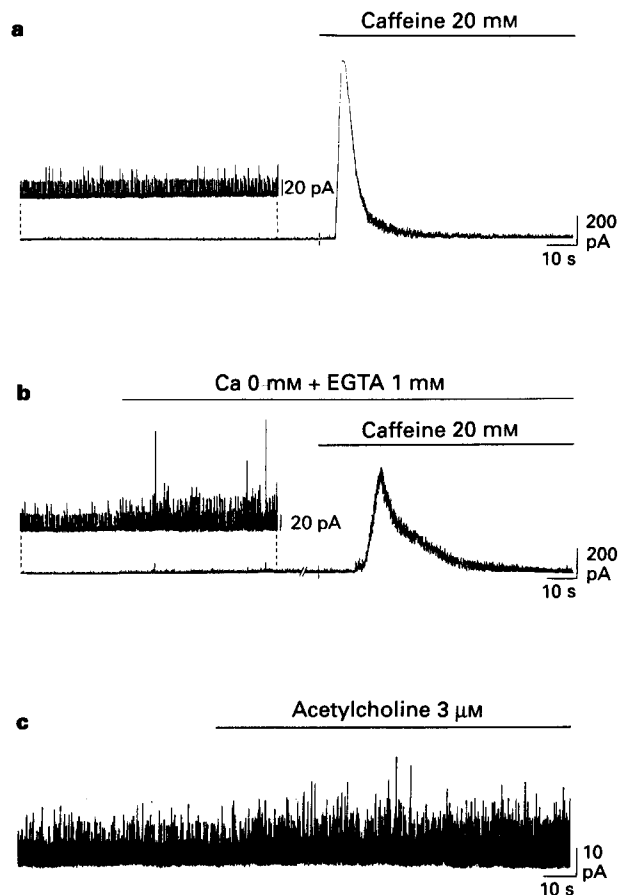 a
Caffeine 20 mM
20 pA
200
pA
10 s
b
Ca 0 mM + EGTA 1 mM
Caffeine 20 mM
20 pA
200
pA
10 s
c
Acetylcholine 3 μM
10
pA
10 s